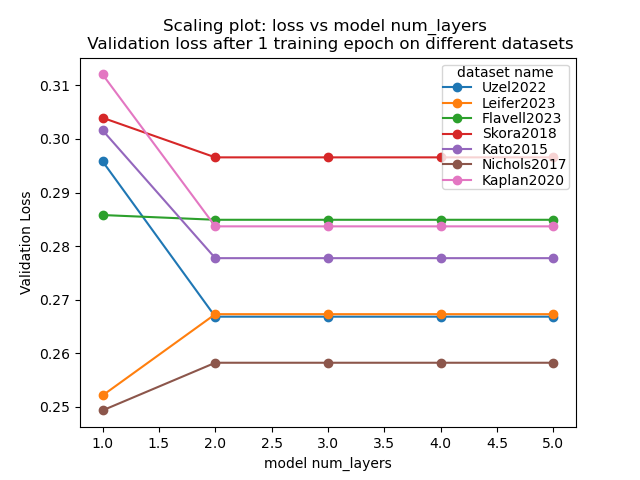 Scaling plot: loss vs model num_layers
Validation loss after 1 training epoch on different datasets
dataset name
Uzel2022
Leifer2023
Flavell2023
Skora2018
Kato2015
Nichols2017
Kaplan2020
Validation Loss
0.31
0.30
0.29
0.28
0.27
0.26
0.25
1.0 1.5 2.0 2.5 3.0 3.5 4.0 4.5 5.0
model num_layers